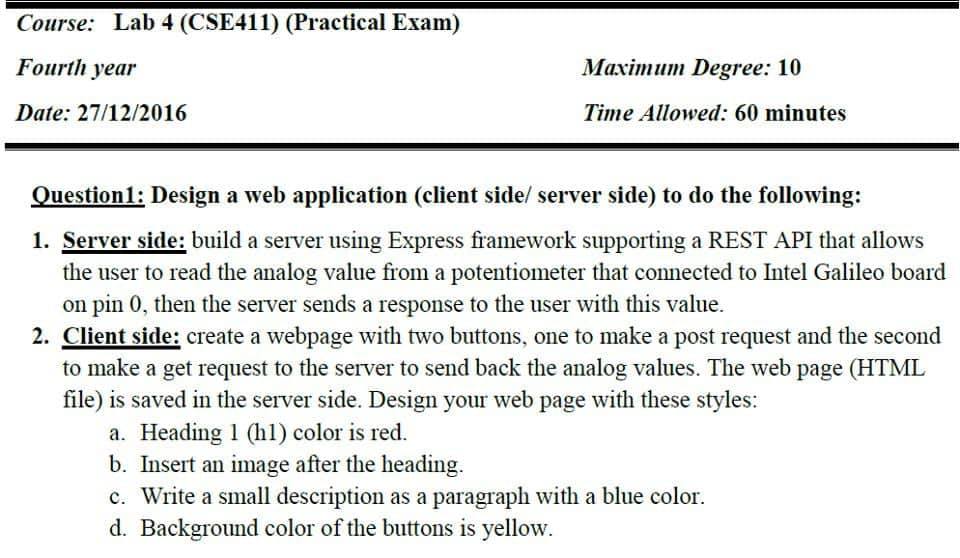 Course: Lab 4 (CSE411) (Practical Exam)
Fourth year
Maximum Degree: 10
Date: 27/12/2016
Time Allowed: 60 minutes
Question1: Design a web application (client side/ server side) to do the following:
1. Server side: build a server using Express framework supporting a REST API that allows
the user to read the analog value from a potentiometer that connected to Intel Galileo board
on pin 0, then the server sends a response to the user with this value.
2. Client side: create a webpage with two buttons, one to make a post request and the second
to make a get request to the server to send back the analog values. The web page (HTML
file) is saved in the server side. Design your web page with these styles:
a. Heading 1 (h1) color is red.
b. Insert an image after the heading.
c. Write a small description as a paragraph with a blue color.
d. Background color of the buttons is yellow.